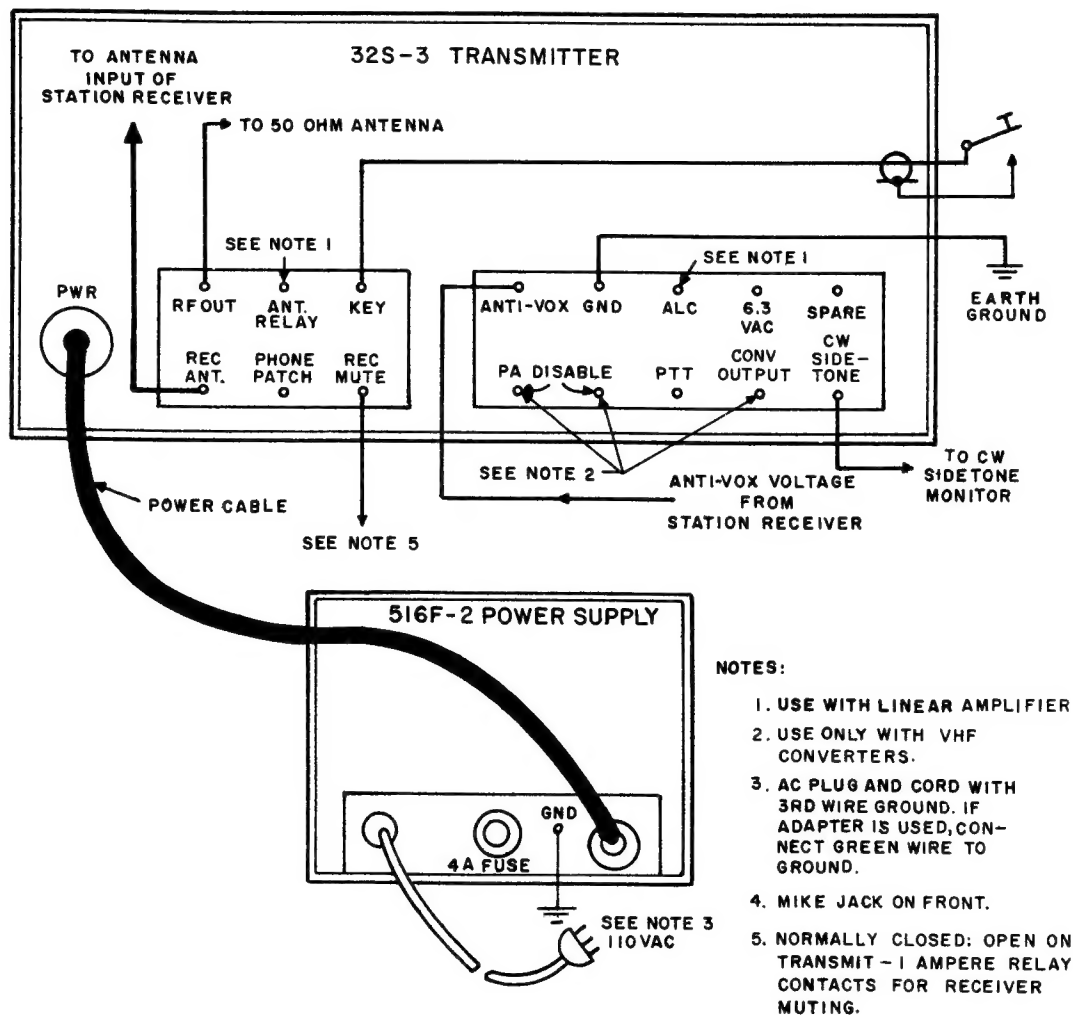 32S-3 TRANSMITTER
TO ANTENNA
INPUT OF
STATION RECEIVER
TO 50 OHM ANTENNA
SEE NOTE 1
SEE NOTE 1
PWR
RF OUT
ANT.
RELAY
KEY
REC
ANT.
PHONE
PATCH
REC
MUTE
ANTI-VOX
GND
ALC
6.3
VAC
SPARE
PA DISABLE
PTT
CONV
OUTPUT
CW
SIDE-
TONE
EARTH
GROUND
SEE NOTE 2
ANTI-VOX VOLTAGE
FROM
STATION RECEIVER
TO CW
SIDETONE
MONITOR
POWER CABLE
SEE NOTE 5
516F-2 POWER SUPPLY
GND
4A FUSE
SEE NOTE 3
110VAC
NOTES:
1. USE WITH LINEAR AMPLIFIER
2. USE ONLY WITH VHF
CONVERTERS.
3. AC PLUG AND CORD WITH
3RD WIRE GROUND. IF
ADAPTER IS USED, CON-
NECT GREEN WIRE TO
GROUND.
4. MIKE JACK ON FRONT.
5. NORMALLY CLOSED: OPEN ON
TRANSMIT - 1 AMPERE RELAY
CONTACTS FOR RECEIVER
MUTING.